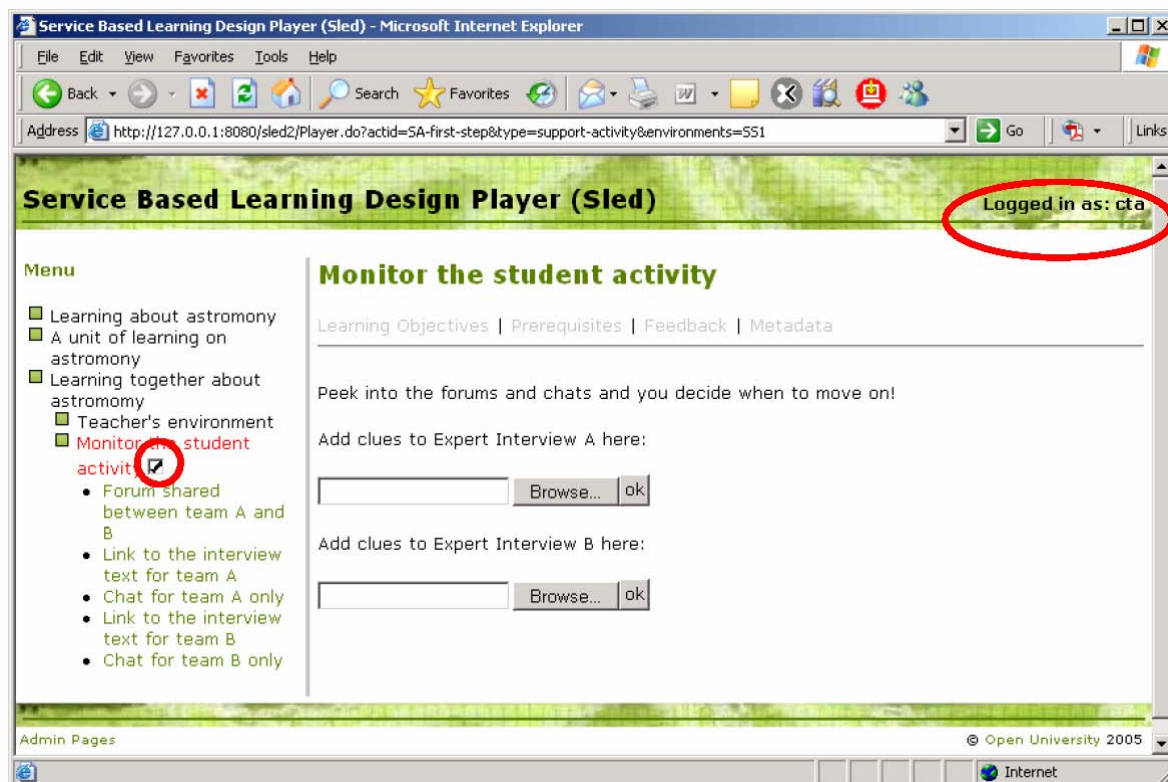 Service Based Learning Design Player (Sled) - Microsoft Internet Explorer
File Edit View Favorites Tools Help
Back Search Favorites
Address http://127.0.0.1:8080/sled2/Player.do?actid=SA-first-step&type=support-activity&environments=SS1 Go Links
Service Based Learning Design Player (Sled)
Logged in as: cta
Menu
Learning about astromony
A unit of learning on
astromony
Learning together about
astromomy
Teacher's environment
Monitor the student
activity
Forum shared
between team A and
B
Link to the interview
text for team A
Chat for team A only
Link to the interview
text for team B
Chat for team B only
Monitor the student activity
Learning Objectives | Prerequisites | Feedback | Metadata
Peek into the forums and chats and you decide when to move on!
Add clues to Expert Interview A here:
Browse... ok
Add clues to Expert Interview B here:
Browse... ok
Admin Pages
© Open University 2005
Internet